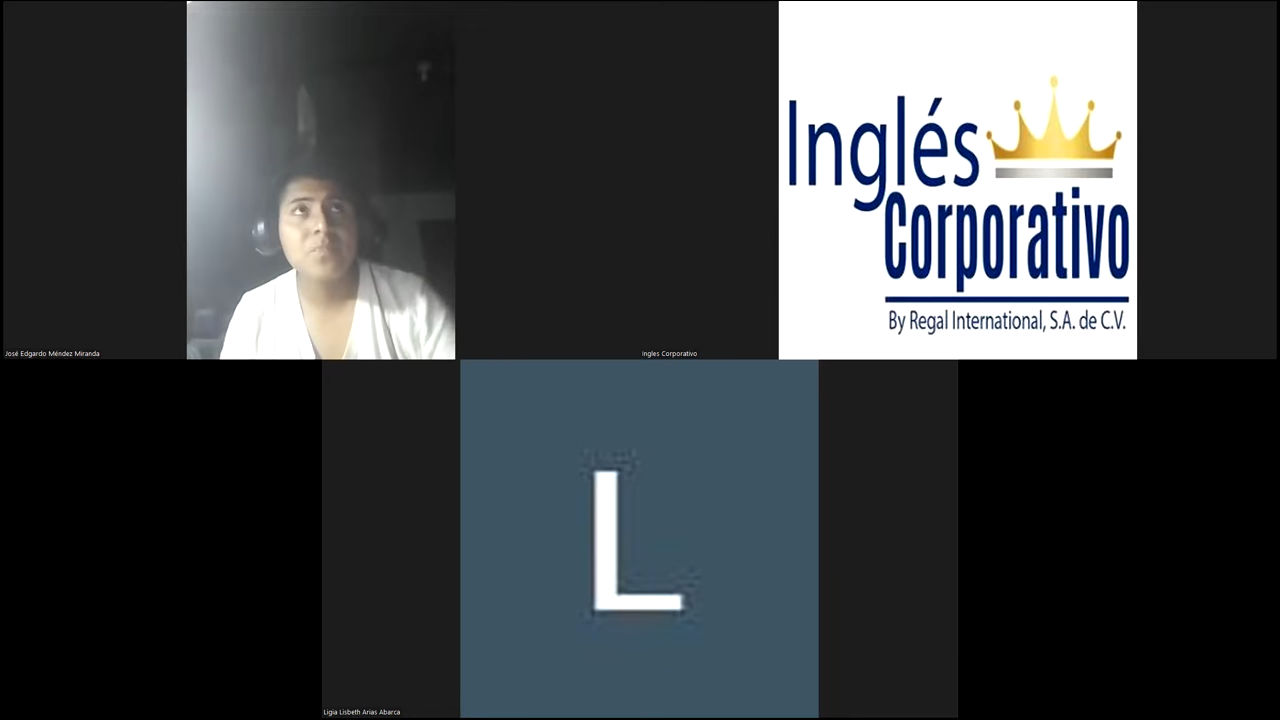 Inglés
Corporativo
By Regal International, S.A. de C.V.
José Edgardo Méndez Miranda
Ingles Corporativo
L
Ligia Lisbeth Arias Abarca